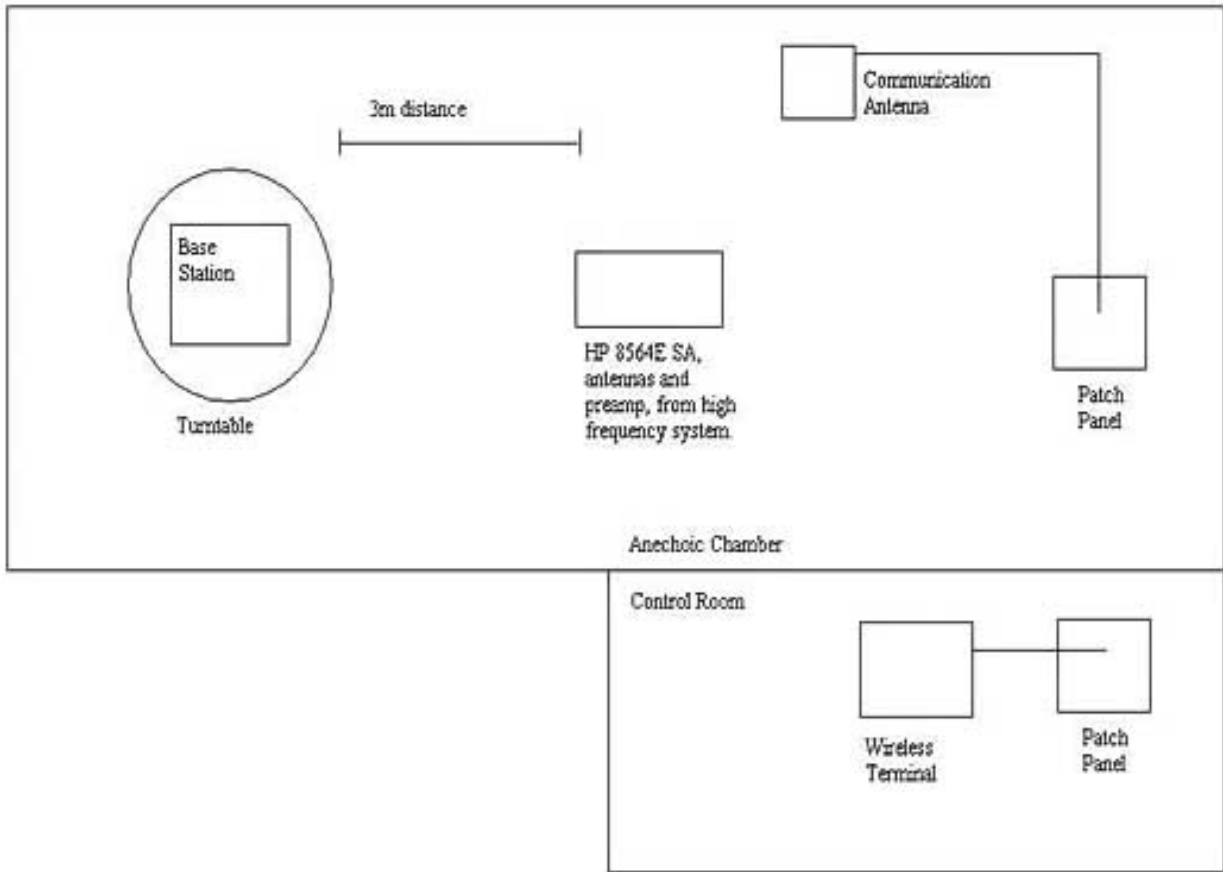 Communication
Antenna
3m distance
Base
Station
HP 8564E SA,
antennas and
preamp, from high
frequency system.
Turntable
Patch
Panel
Anechoic Chamber
Control Room
Wireless
Terminal
Patch
Panel